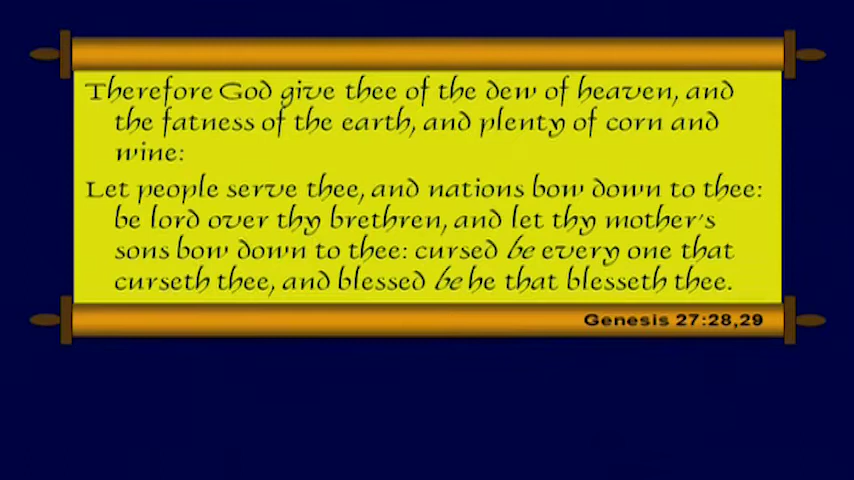 Therefore God give thee of the dew of heaven, and
the fatness of the earth, and plenty of corn and
wine:
Let people serve thee, and nations bow down to thee:
be lord over thy brethren, and let thy mother's
sons bow down to thee: cursed be every one that
curseth thee, and blessed be he that blesseth thee.
Genesis 27:28,29